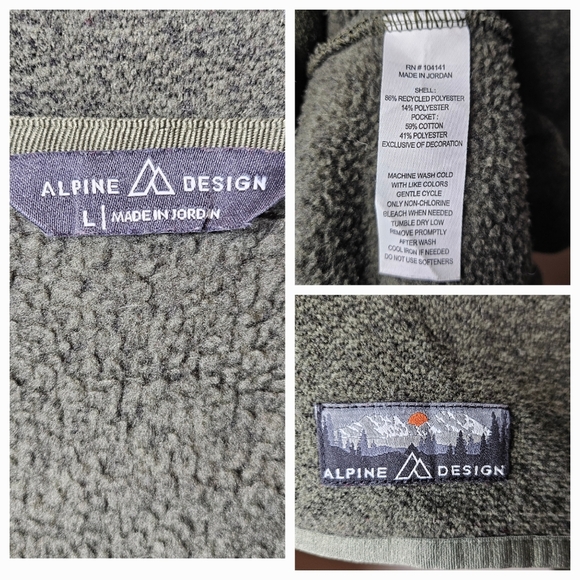 ALPINE DESIGN
L | MADE IN JORDAN
RN # 104141
MADE IN JORDAN
SHELL :
86% RECYCLED POLYESTER
14% POLYESTER
POCKET :
59% COTTON
41% POLYESTER
EXCLUSIVE OF DECORATION
MACHINE WASH COLD
WITH LIKE COLORS
GENTLE CYCLE
ONLY NON-CHLORINE
BLEACH WHEN NEEDED
TUMBLE DRY LOW
REMOVE PROMPTLY
AFTER WASH
COOL IRON IF NEEDED
DO NOT USE SOFTENERS
ALPINE DESIGN